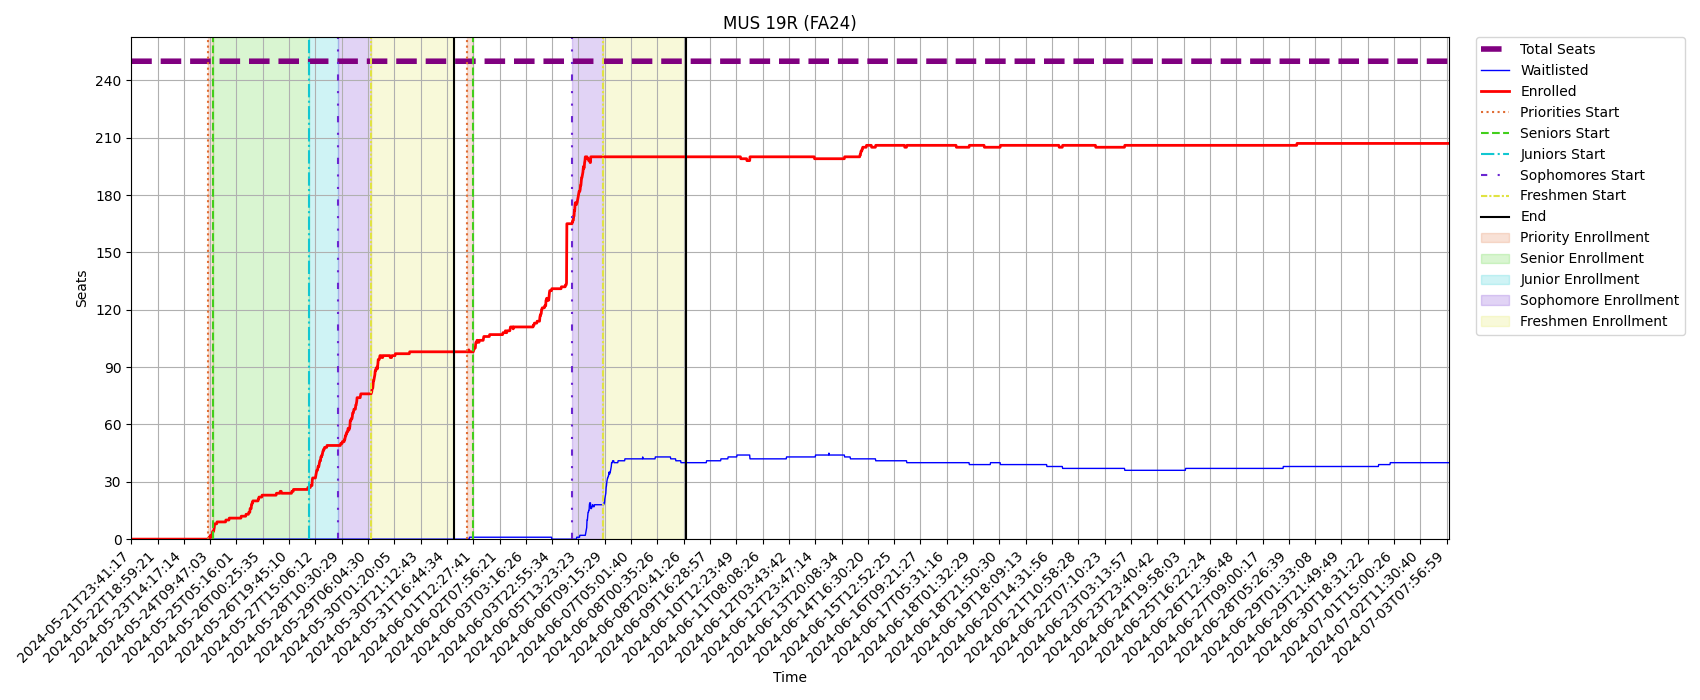 MUS 19R (FA24)
Seats
240
210
180
150
120
90
60
30
0
2024-05-21T23:41:17
2024-05-22T18:59:21
2024-05-23T14:17:14
2024-05-24T09:47:03
2024-05-25T05:16:01
2024-05-26T00:25:35
2024-05-26T19:45:10
2024-05-27T15:06:12
2024-05-28T10:30:29
2024-05-29T06:04:30
2024-05-30T01:20:05
2024-05-30T21:12:43
2024-05-31T16:44:34
2024-06-01T12:27:41
2024-06-02T07:56:21
2024-06-03T03:16:26
2024-06-03T22:55:34
2024-06-05T13:23:23
2024-06-06T09:15:29
2024-06-07T05:01:40
2024-06-08T00:35:26
2024-06-08T20:41:26
2024-06-09T16:28:57
2024-06-10T12:23:49
2024-06-11T08:08:26
2024-06-12T03:43:42
2024-06-12T23:47:14
2024-06-13T20:08:34
2024-06-14T16:30:20
2024-06-15T12:52:25
2024-06-16T09:21:27
2024-06-17T05:31:16
2024-06-18T01:32:29
2024-06-18T21:50:30
2024-06-19T18:09:13
2024-06-20T14:31:56
2024-06-21T10:58:28
2024-06-22T07:10:23
2024-06-23T03:13:57
2024-06-23T23:40:42
2024-06-24T19:58:03
2024-06-25T16:22:24
2024-06-26T12:36:48
2024-06-27T09:00:17
2024-06-28T05:26:39
2024-06-29T01:33:08
2024-06-29T21:49:49
2024-06-30T18:31:22
2024-07-01T15:00:26
2024-07-02T11:30:40
2024-07-03T07:56:59
Time
Total Seats
Waitlisted
Enrolled
Priorities Start
Seniors Start
Juniors Start
Sophomores Start
Freshmen Start
End
Priority Enrollment
Senior Enrollment
Junior Enrollment
Sophomore Enrollment
Freshmen Enrollment